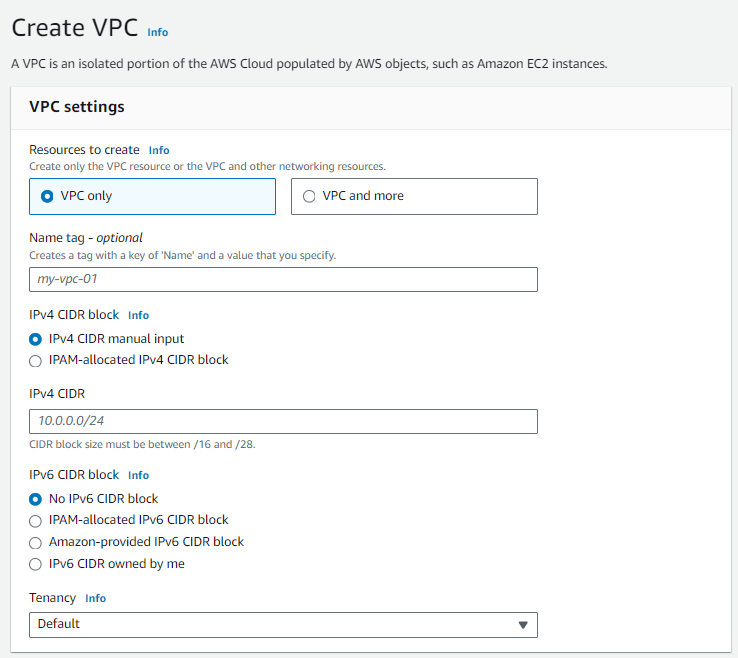 Create VPC Info
A VPC is an isolated portion of the AWS Cloud populated by AWS objects, such as Amazon EC2 instances.
VPC settings
Resources to create Info
Create only the VPC resource or the VPC and other networking resources.
VPC only
VPC and more
Name tag - optional
Creates a tag with a key of 'Name' and a value that you specify.
my-vpc-01
IPv4 CIDR block Info
IPv4 CIDR manual input
IPAM-allocated IPv4 CIDR block
IPv4 CIDR
10.0.0.0/24
CIDR block size must be between /16 and /28.
IPv6 CIDR block Info
No IPv6 CIDR block
IPAM-allocated IPv6 CIDR block
Amazon-provided IPv6 CIDR block
IPv6 CIDR owned by me
Tenancy Info
Default